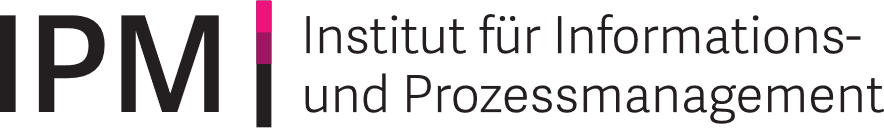 IPM
Institut für Informations-
und Prozessmanagement